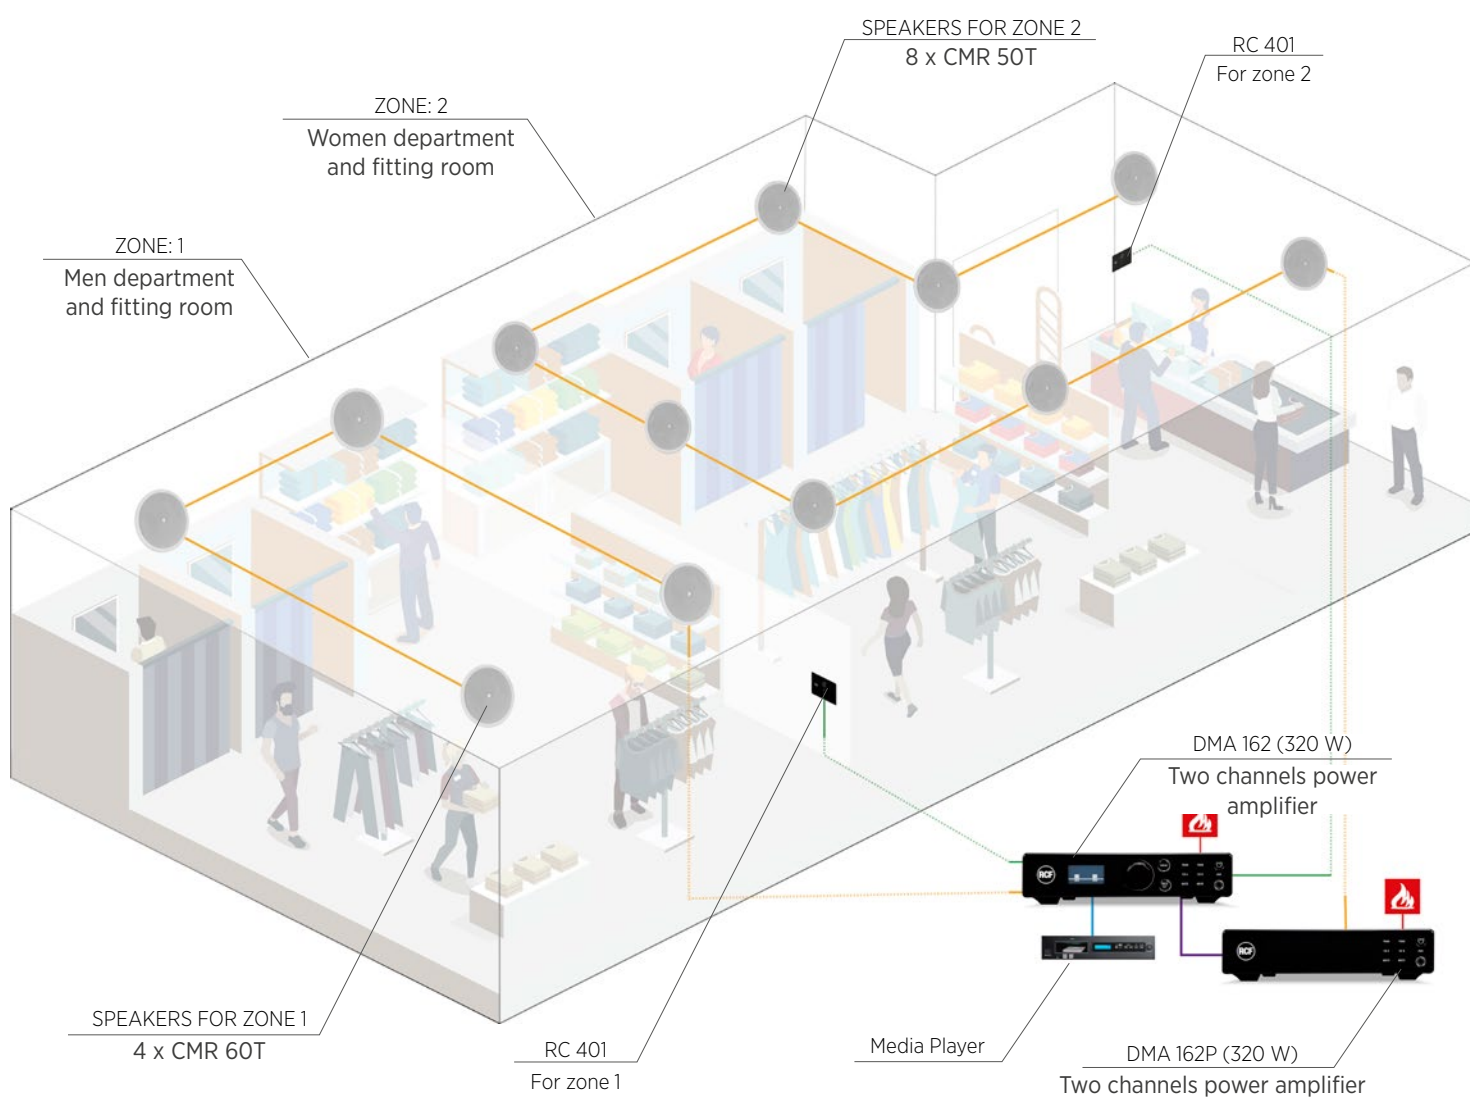 SPEAKERS FOR ZONE 2
8 x CMR 50T
RC 401
For zone 2
ZONE: 2
Women department
and fitting room
ZONE: 1
Men department
and fitting room
DMA 162 (320 W)
Two channels power
amplifier
RCF
RCF
SPEAKERS FOR ZONE 1
4 x CMR 60T
RC 401
For zone 1
Media Player
DMA 162P (320 W)
Two channels power amplifier